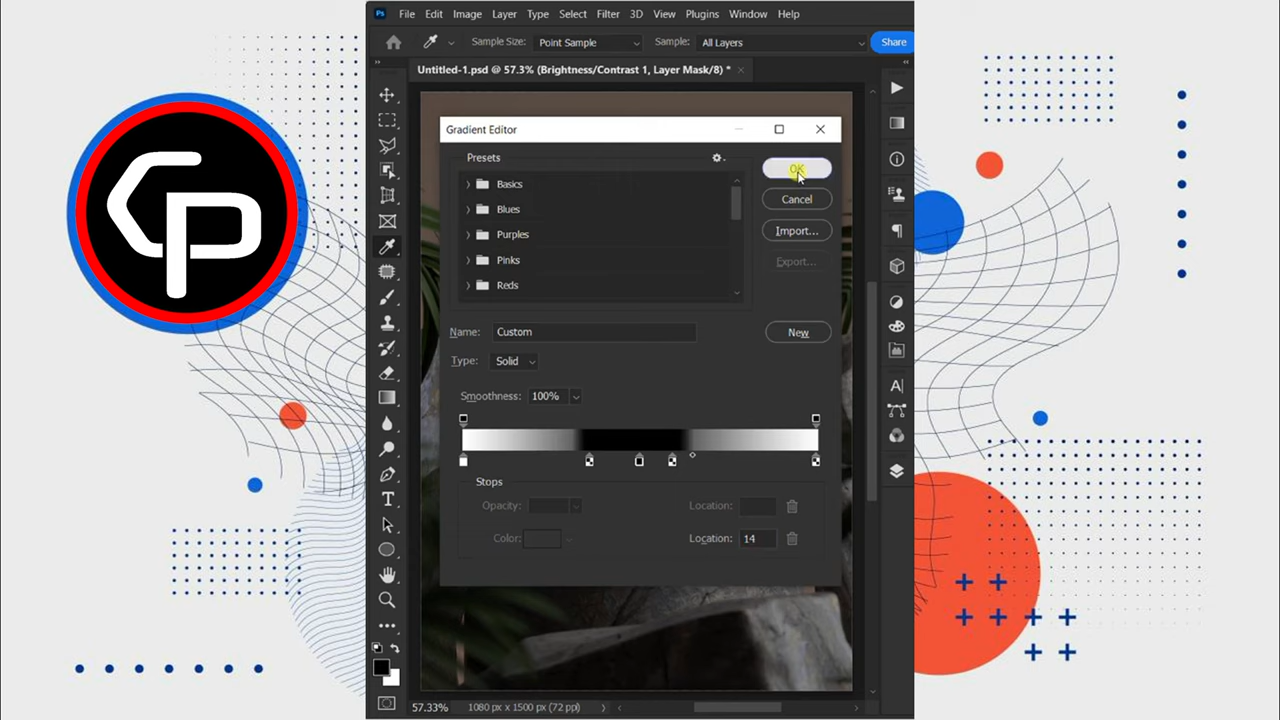 Ps File Edit Image Layer Type Select Filter 3D View Plugins Window Help
Sample Size: Point Sample Sample: All Layers Share
Untitled-1.psd @ 57.3% (Brightness/Contrast 1, Layer Mask/8) *
Gradient Editor
Presets
OK
Basics
Cancel
Blues
Purples
Import...
Pinks
Export...
Reds
Name: Custom
New
Type: Solid
Smoothness: 100%
Stops
Opacity:
Location:
Color:
Location: 14
57.33% 1080 px x 1500 px (72 ppi)
CP